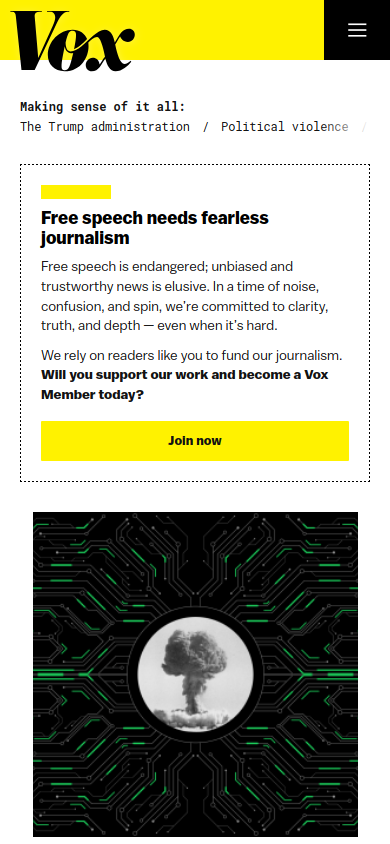 Vox
Making sense of it all:
The Trump administration / Political violence /
Free speech needs fearless
journalism
Free speech is endangered; unbiased and
trustworthy news is elusive. In a time of noise,
confusion, and spin, we’re committed to clarity,
truth, and depth — even when it’s hard.
We rely on readers like you to fund our journalism.
Will you support our work and become a Vox
Member today?
Join now